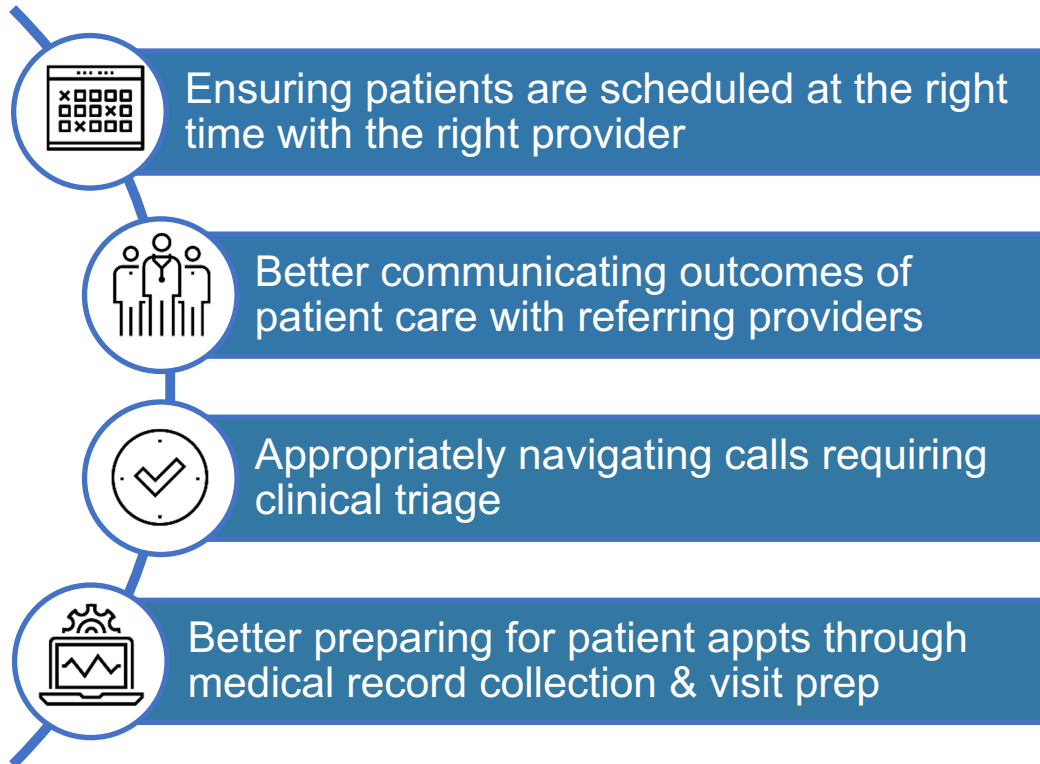 Ensuring patients are scheduled at the right
time with the right provider
Better communicating outcomes of
patient care with referring providers
Appropriately navigating calls requiring
clinical triage
Better preparing for patient appts through
medical record collection & visit prep